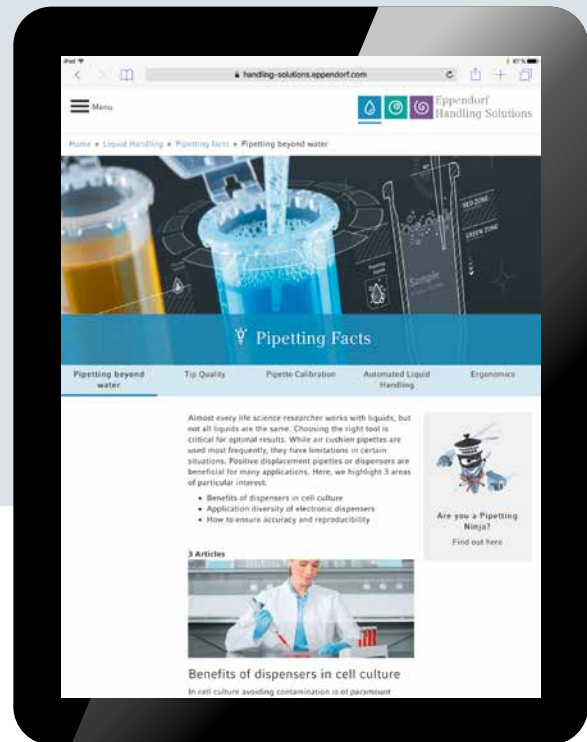 iPad
67 %
handling-solutions.eppendorf.com
Menu
Eppendorf
Handling Solutions
Home » Liquid Handling » Pipetting facts » Pipetting beyond water
RED ZONE
GREEN ZONE
Sample
Pipetting Facts
Pipetting beyond
water
Tip Quality
Pipette Calibration
Automated Liquid
Handling
Ergonomics
Almost every life science researcher works with liquids, but
not all liquids are the same. Choosing the right tool is
critical for optimal results. While air cushion pipettes are
used most frequently, they have limitations in certain
situations. Positive displacement pipettes or dispensers are
beneficial for many applications. Here, we highlight 3 areas
of particular interest:
• Benefits of dispensers in cell culture
• Application diversity of electronic dispensers
• How to ensure accuracy and reproducibility
Are you a Pipetting
Ninja?
Find out here
3 Articles
Benefits of dispensers in cell culture
In cell culture avoiding contamination is of paramount